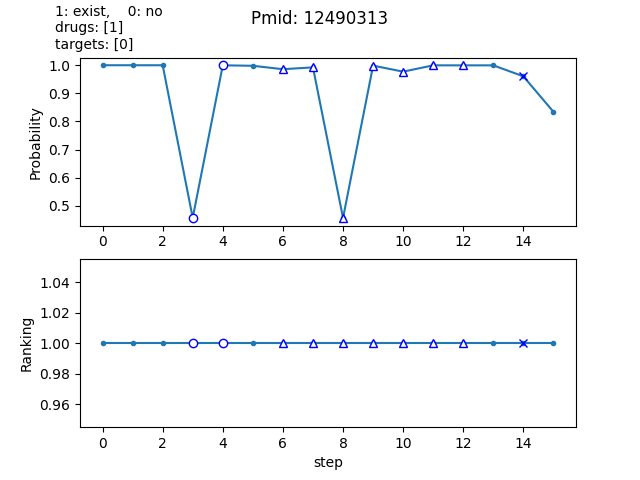 1: exist,    0: no
drugs: [1]
targets: [0]
Pmid: 12490313
Probability
1.0
0.9
0.8
0.7
0.6
0.5
0 2 4 6 8 10 12 14
Ranking
1.04
1.02
1.00
0.98
0.96
0 2 4 6 8 10 12 14
step